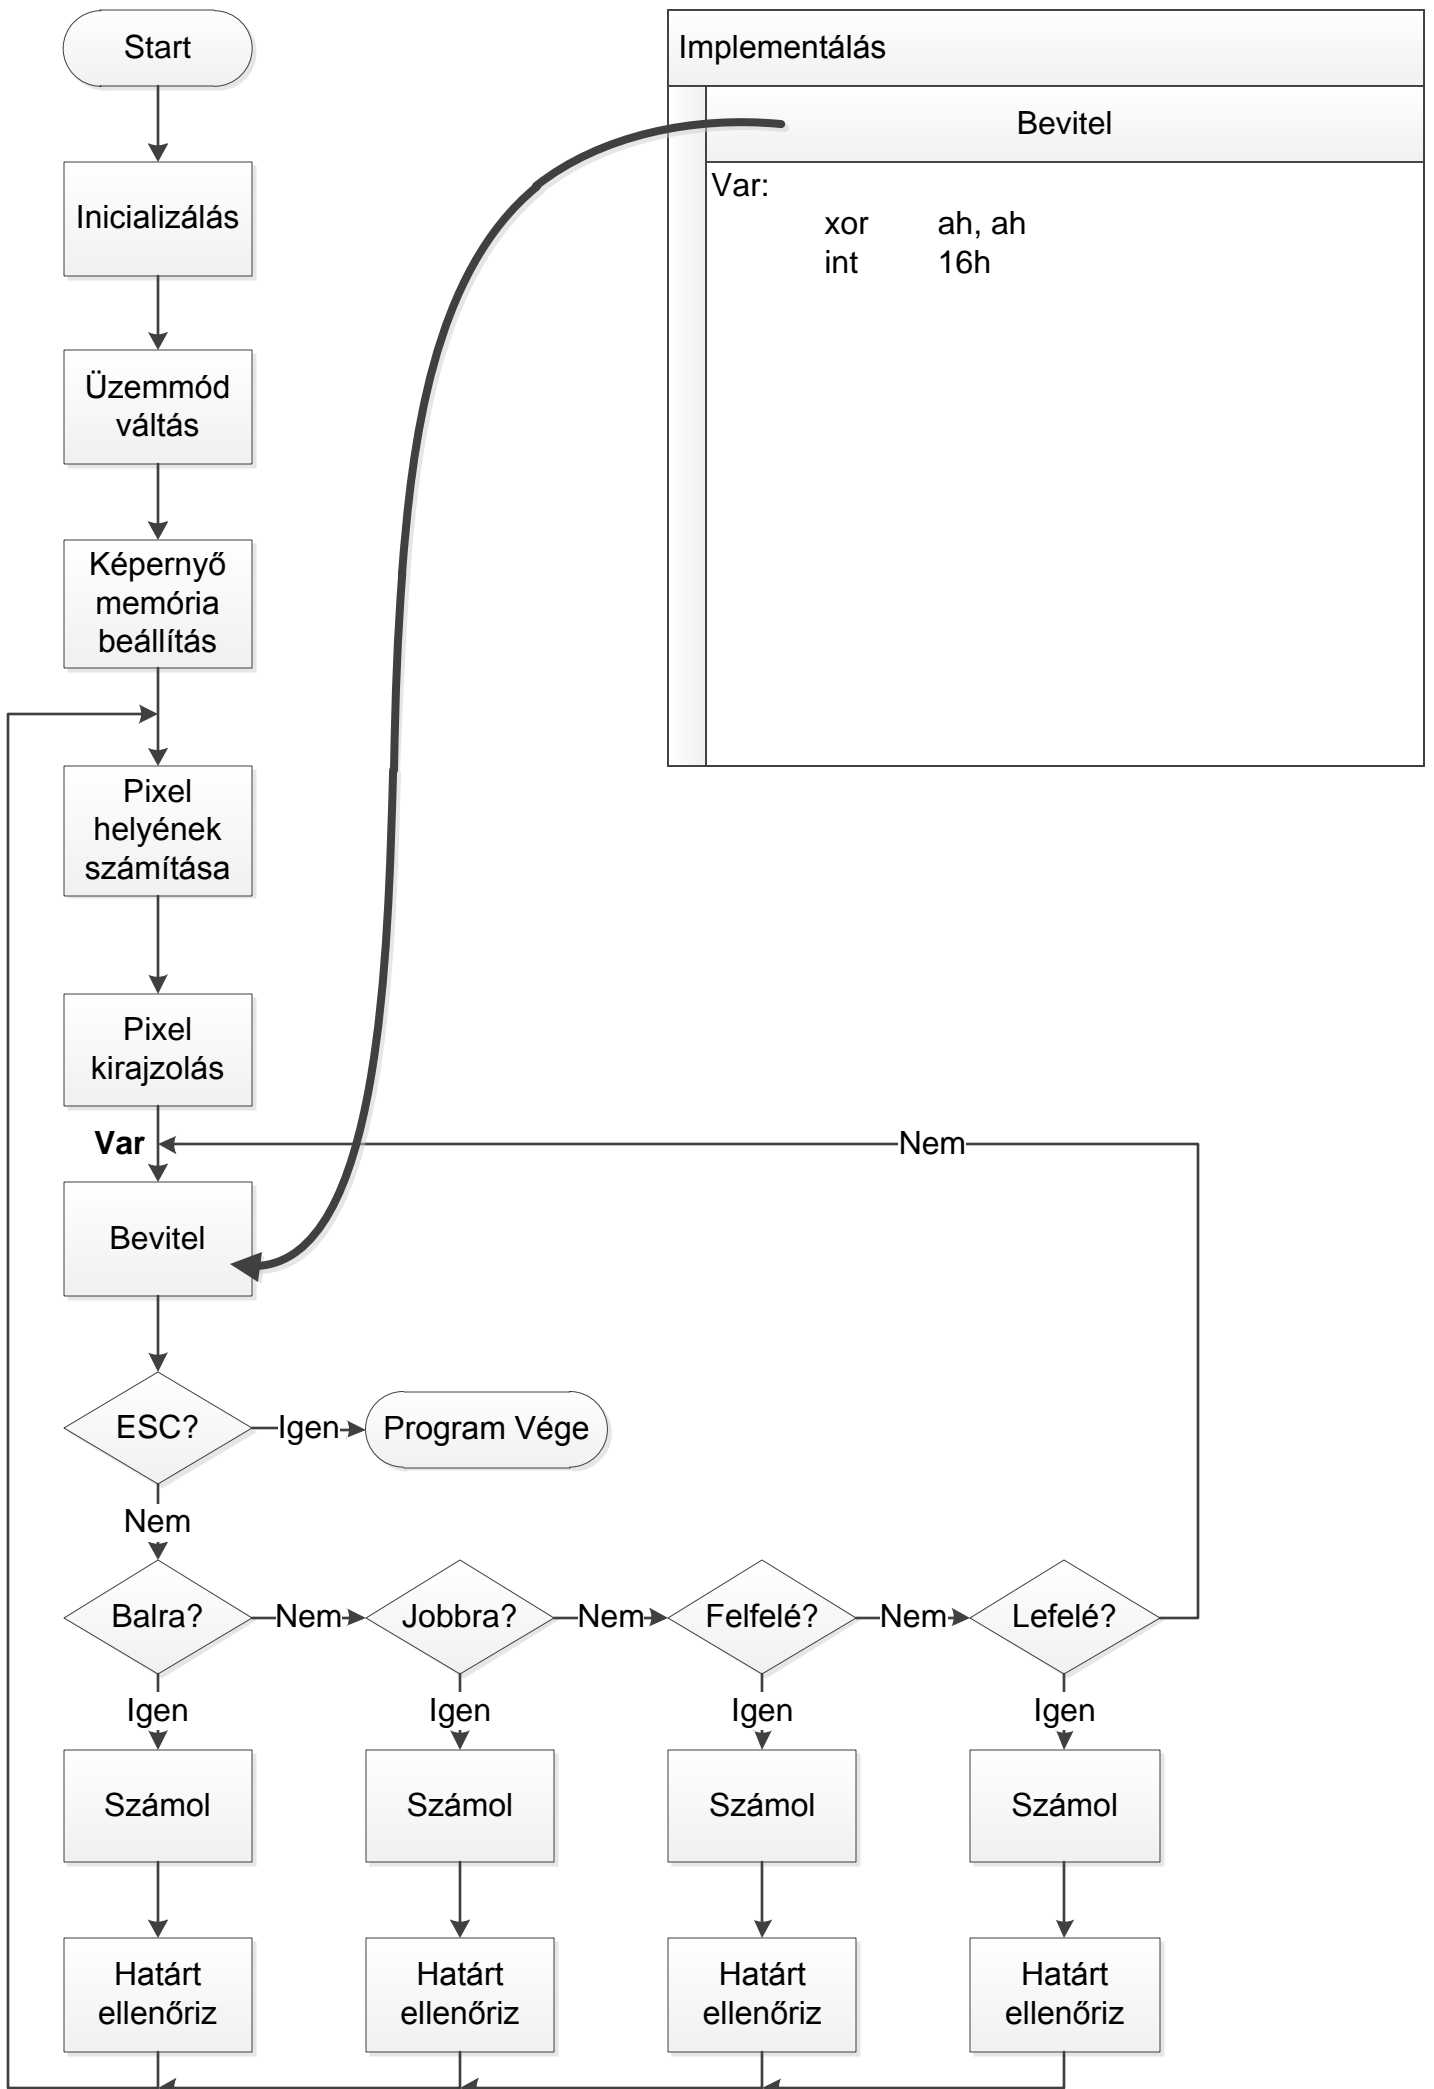 Start
Implementálás
Bevitel
Var:
xor ah, ah
int 16h
Inicializálás
Üzemmód
váltás
Képernyő
memória
beállítás
Pixel
helyének
számítása
Pixel
kirajzolás
Var
Nem
Bevitel
ESC?
Igen
Program Vége
Nem
Balra?
Nem
Jobbra?
Nem
Felfelé?
Nem
Lefelé?
Igen
Igen
Igen
Igen
Számol
Számol
Számol
Számol
Határt
ellenőriz
Határt
ellenőriz
Határt
ellenőriz
Határt
ellenőriz